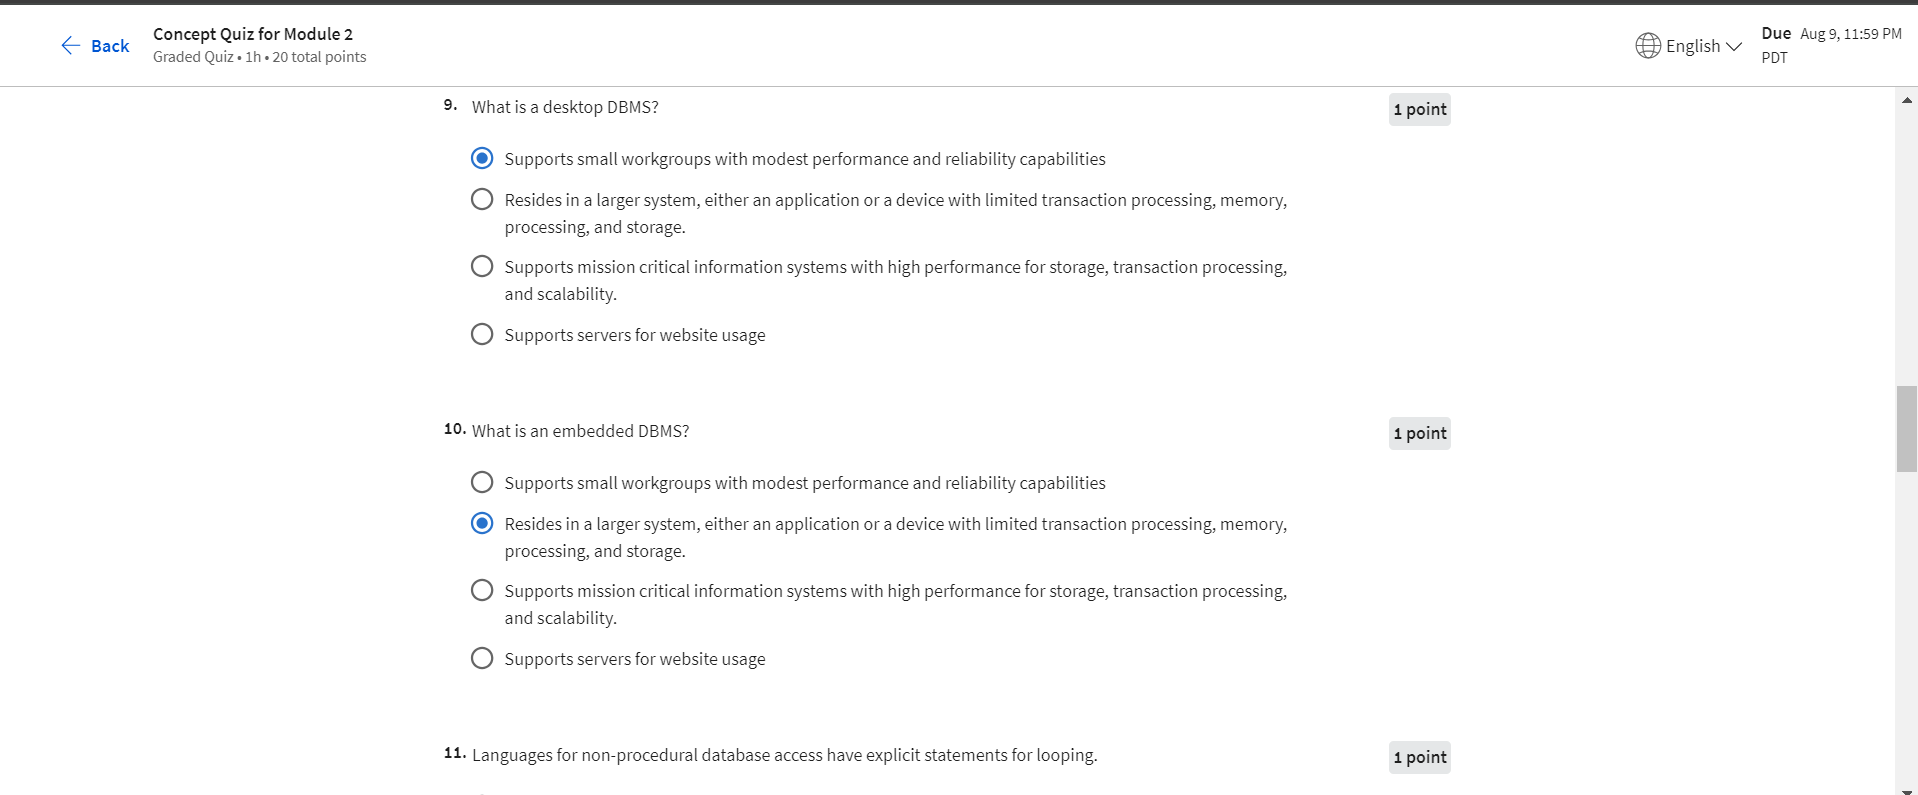 Back
Concept Quiz for Module 2
Graded Quiz • 1h • 20 total points
English
Due Aug 9, 11:59 PM
PDT
9. What is a desktop DBMS?
1 point
Supports small workgroups with modest performance and reliability capabilities
Resides in a larger system, either an application or a device with limited transaction processing, memory,
processing, and storage.
Supports mission critical information systems with high performance for storage, transaction processing,
and scalability.
Supports servers for website usage
10. What is an embedded DBMS?
1 point
Supports small workgroups with modest performance and reliability capabilities
Resides in a larger system, either an application or a device with limited transaction processing, memory,
processing, and storage.
Supports mission critical information systems with high performance for storage, transaction processing,
and scalability.
Supports servers for website usage
11. Languages for non-procedural database access have explicit statements for looping.
1 point